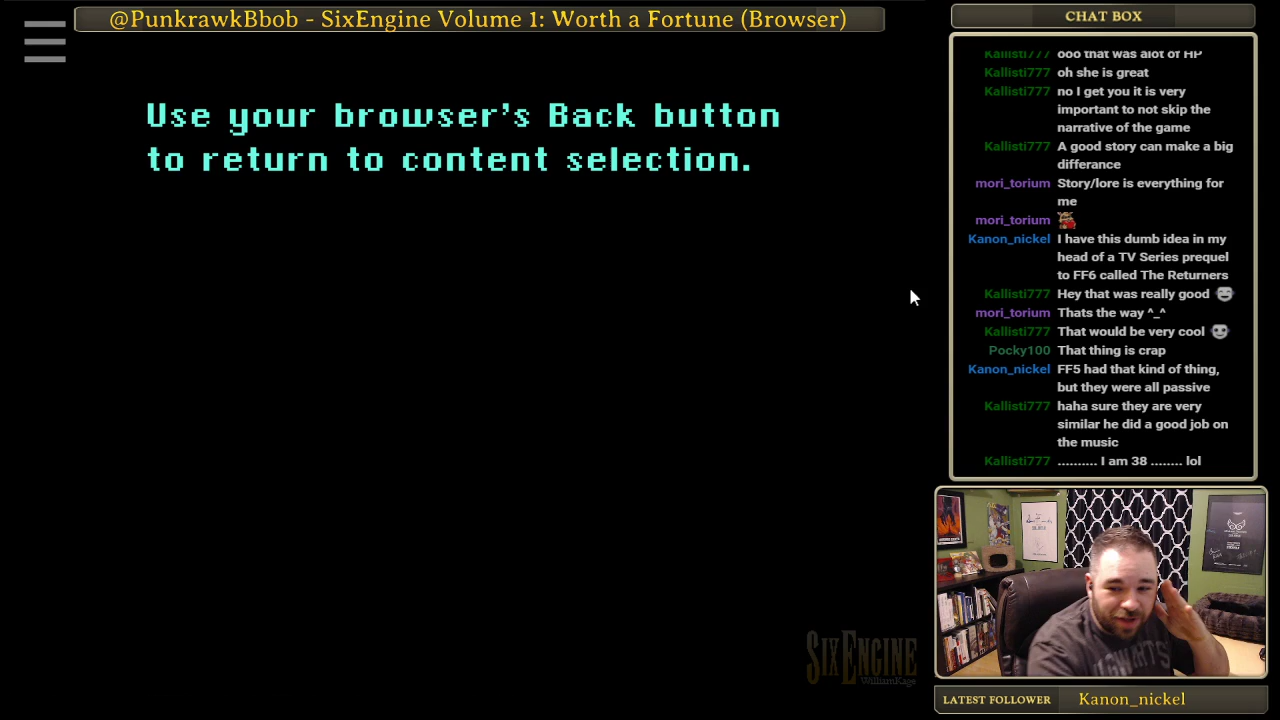 @PunkrawkBbob - SixEngine Volume 1: Worth a Fortune (Browser)
Use your browser's Back button
to return to content selection.
SIXENGINE
WilliamKage
CHAT BOX
Kallisti777 ooo that was alot of HP
Kallisti777 oh she is great
Kallisti777 no I get you it is very
important to not skip the
narrative of the game
Kallisti777 A good story can make a big
differance
mori_torium Story/lore is everything for
me
mori_torium
Kanon_nickel I have this dumb idea in my
head of a TV Series prequel
to FF6 called The Returners
Kallisti777 Hey that was really good
mori_torium Thats the way ^_^
Kallisti777 That would be very cool
Pocky100 That thing is crap
Kanon_nickel FF5 had that kind of thing,
but they were all passive
Kallisti777 haha sure they are very
similar he did a good job on
the music
Kallisti777 .......... I am 38 ........ lol
LATEST FOLLOWER Kanon_nickel